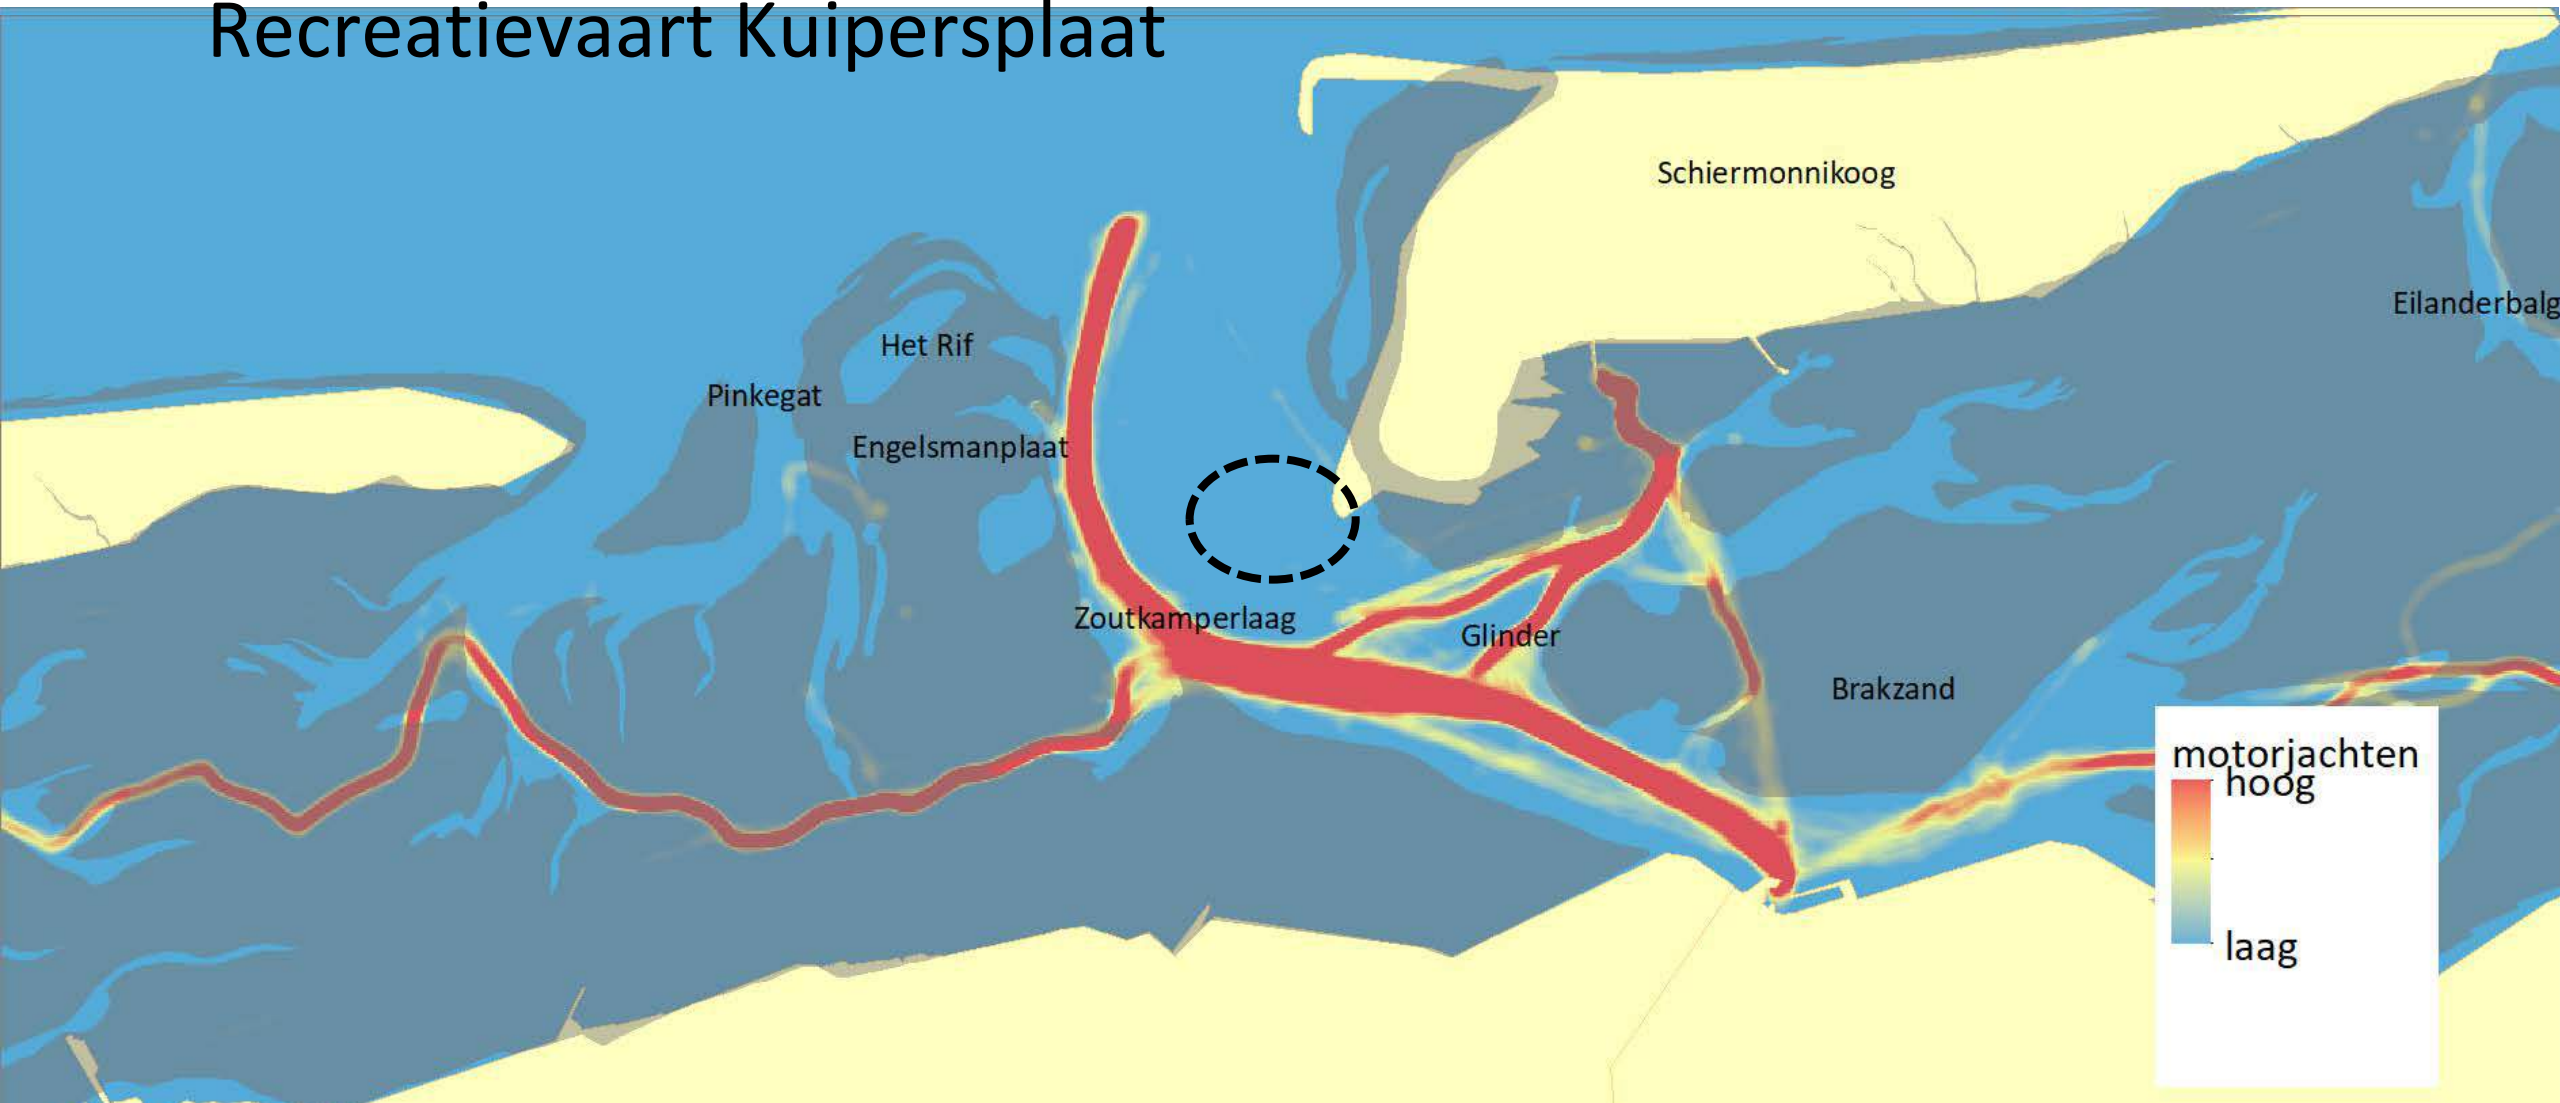 Recreatievaart Kuipersplaat
Schiermonnikoog
Eilanderbalg
Het Rif
Pinkegat
Engelsmanplaat
Zoutkamperlaag
Glinder
Brakzand
motorjachten
hoog
laag